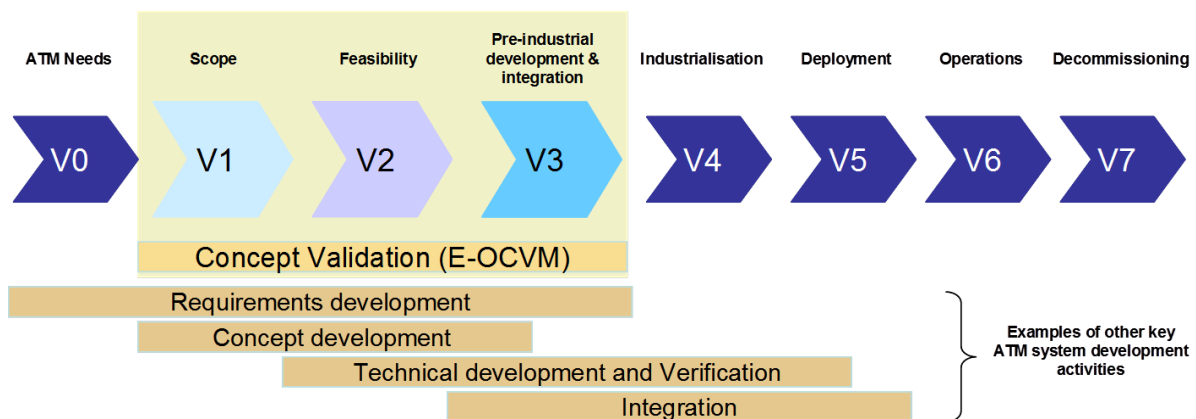 Pre-industrial
development &
integration
ATM Needs
Scope
Feasibility
Industrialisation
Deployment
Operations
Decommissioning
V0
V1
V2
V3
V4
V5
V6
V7
Concept Validation (E-OCVM)
Requirements development
Concept development
Technical development and Verification
Integration
Examples of other key
ATM system development
activities